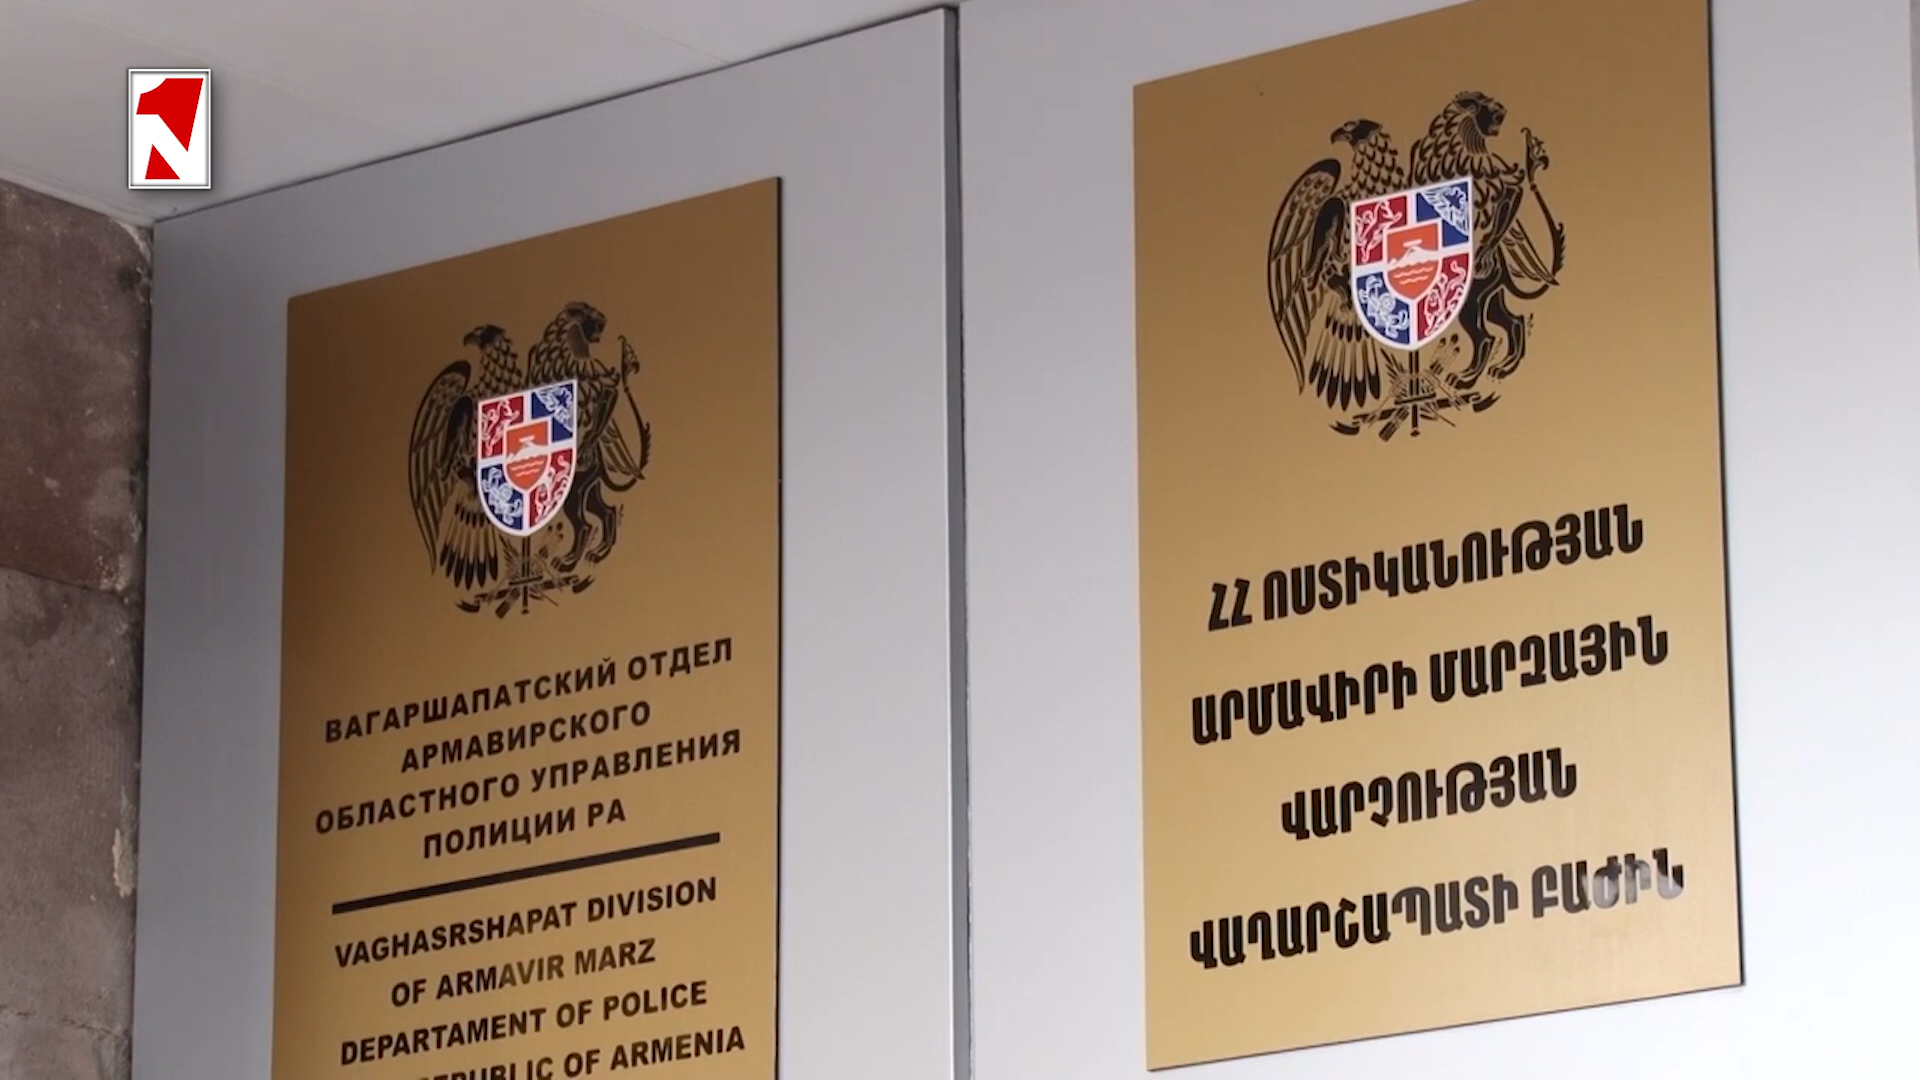 1N
ВАГАРШАПАТСКИЙ ОТДЕЛ
АРМАВИРСКОГО
ОБЛАСТНОГО УПРАВЛЕНИЯ
ПОЛИЦИИ РА
VAGHASRSHAPAT DIVISION
OF ARMAVIR MARZ
DEPARTAMENT OF POLICE
OF ARMENIA
ՀՀ ՈՍՏԻԿԱՆՈՒԹՅԱՆ
ԱՐՄԱՎԻՐԻ ՄԱՐԶԱՅԻՆ
ՎԱՐՉՈՒԹՅԱՆ
ՎԱՂԱՐՇԱՊԱՏԻ ԲԱԺԻՆ